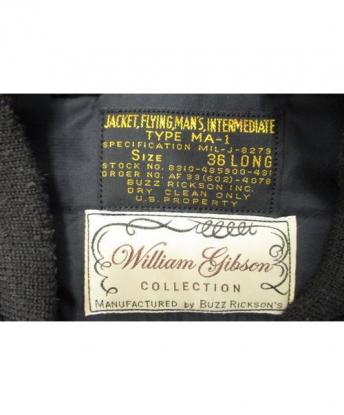 JACKET, FLYING, MAN'S, INTERMEDIATE
TYPE MA-1
SPECIFICATION MIL-J-8279
SIZE 36 LONG
STOCK NO. 8310-485900-431
ORDER NO. AF 33(602)-4078
BUZZ RICKSON INC.
DRY CLEAN ONLY
U.S. PROPERTY
William Gibson
COLLECTION
MANUFACTURED by BUZZ RICKSON'S